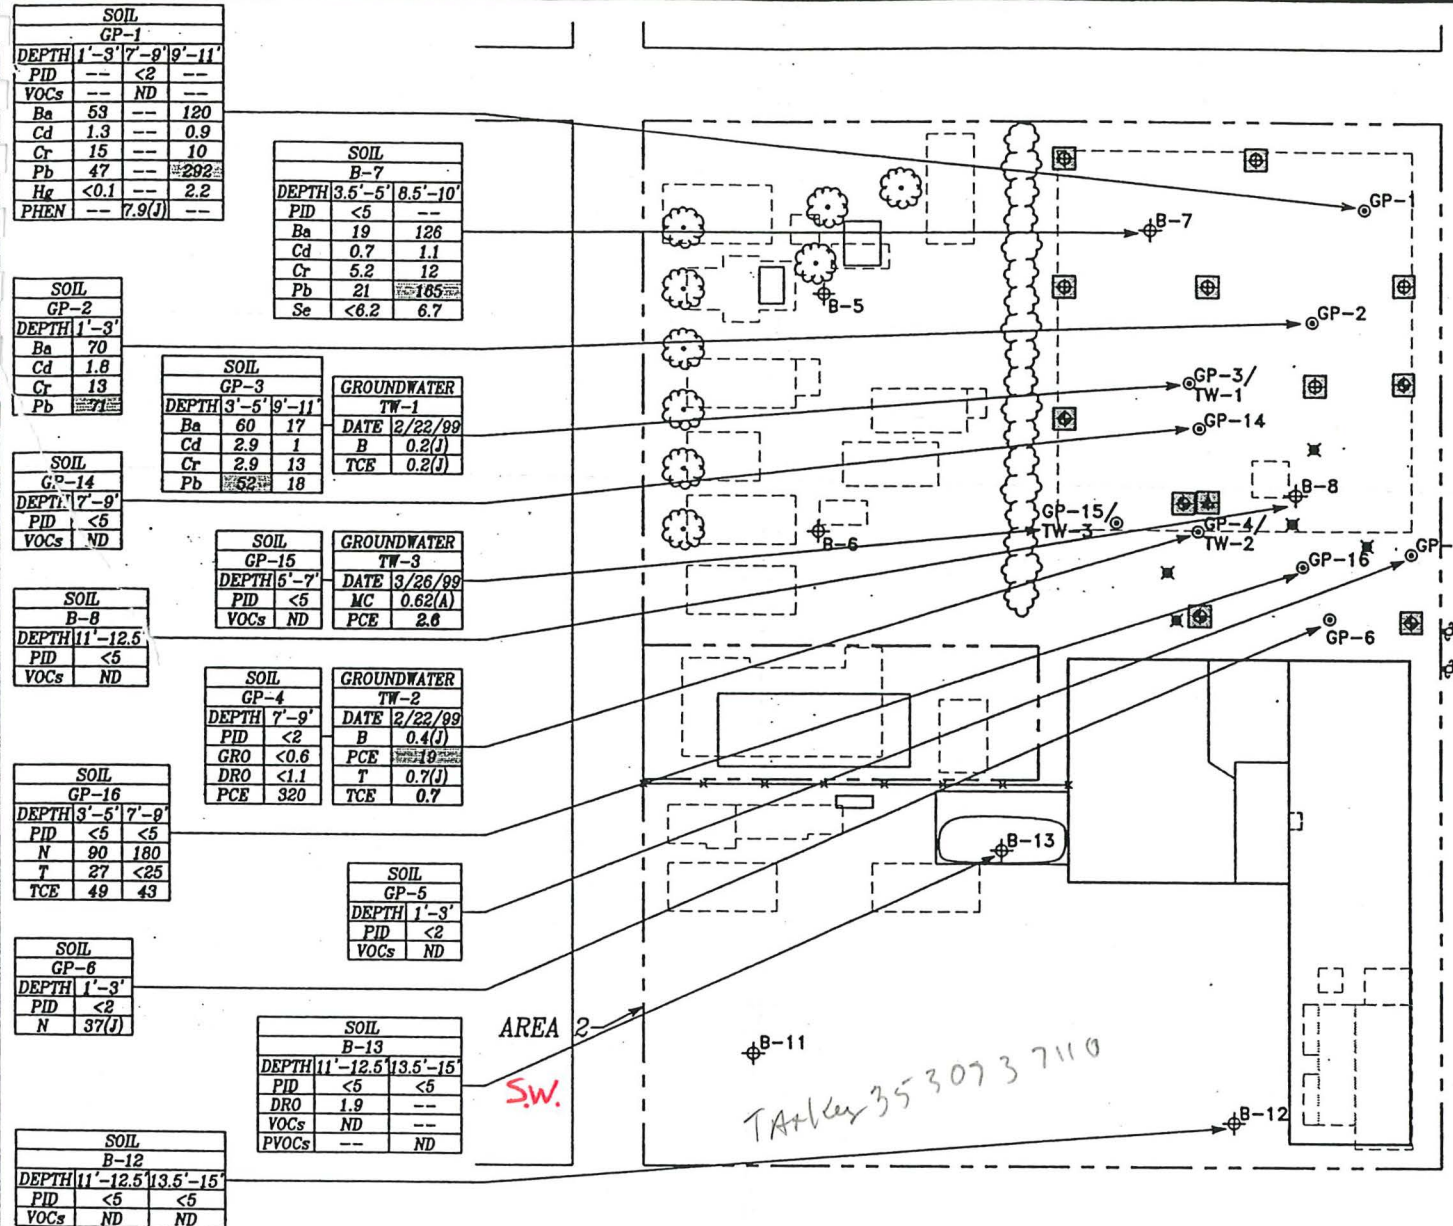 SOIL
GP-1
DEPTH 1'-3' 7'-9' 9'-11'
PID -- <2 --
VOCs -- ND --
Ba 53 -- 120
Cd 1.3 -- 0.9
Cr 15 -- 10
Pb 47 -- 292
Hg <0.1 -- 2.2
PHEN -- 7.9(J) --
SOIL
B-7
DEPTH 3.5'-5' 8.5'-10'
PID <5 --
Ba 19 126
Cd 0.7 1.1
Cr 5.2 12
Pb 21 165
Se <6.2 6.7
SOIL
GP-2
DEPTH 1'-3'
Ba 70
Cd 1.8
Cr 13
Pb 71
SOIL
GP-3
DEPTH 3'-5' 9'-11'
Ba 60 17
Cd 2.9 1
Cr 2.9 13
Pb 52 18
GROUNDWATER
TW-1
DATE 2/22/99
B 0.2(J)
TCE 0.2(J)
SOIL
GP-14
DEPTH 7'-9'
PID <5
VOCs ND
SOIL
GP-15
DEPTH 5'-7'
PID <5
VOCs ND
GROUNDWATER
TW-3
DATE 3/26/99
MC 0.62(A)
PCE 2.6
SOIL
B-8
DEPTH 11'-12.5'
PID <5
VOCs ND
SOIL
GP-4
DEPTH 7'-9'
PID <2
GRO <0.6
DRO <1.1
PCE 320
GROUNDWATER
TW-2
DATE 2/22/99
B 0.4(J)
PCE 19
T 0.7(J)
TCE 0.7
SOIL
GP-16
DEPTH 3'-5' 7'-9'
PID <5 <5
N 90 180
T 27 <25
TCE 49 43
SOIL
GP-5
DEPTH 1'-3'
PID <2
VOCs ND
SOIL
GP-6
DEPTH 1'-3'
PID <2
N 37(J)
SOIL
B-13
DEPTH 11'-12.5' 13.5'-15'
PID <5 <5
DRO 1.9 --
VOCs ND --
PVOCs -- ND
SOIL
B-12
DEPTH 11'-12.5' 13.5'-15'
PID <5 <5
VOCs ND ND
GP-1
B-7
B-5
GP-2
GP-3/
TW-1
GP-14
B-8
GP-15/
TW-3
GP-4/
TW-2
B-6
GP-
GP-16
GP-6
B-13
AREA 2
S.W.
B-11
TAX Key 35 3 0 9 3 7 1 1 0
B-12